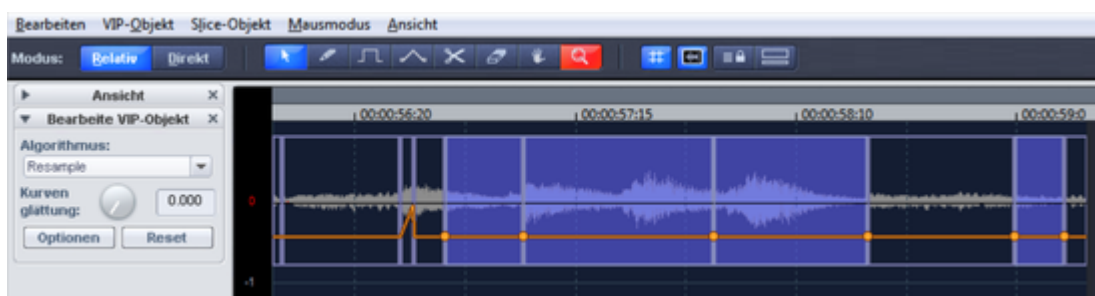 Bearbeiten VIP-Objekt Slice-Objekt Mausmodus Ansicht
Modus: Relativ Direkt
Ansicht
Bearbeite VIP-Objekt
Algorithmus:
Resample
Kurven
glättung:
0.000
Optionen Reset
00:00:56:20 00:00:57:15 00:00:58:10 00:00:59:0
0
-1